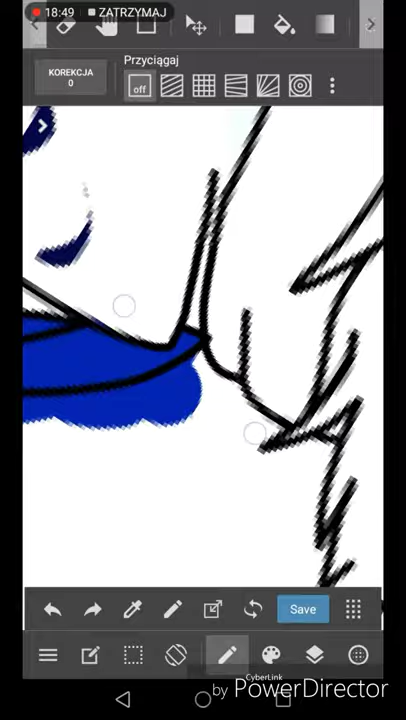 18:49 ZATRZYMAJ
KOREKCJA
0
Przyciągaj
off
Save
CyberLink
by PowerDirector